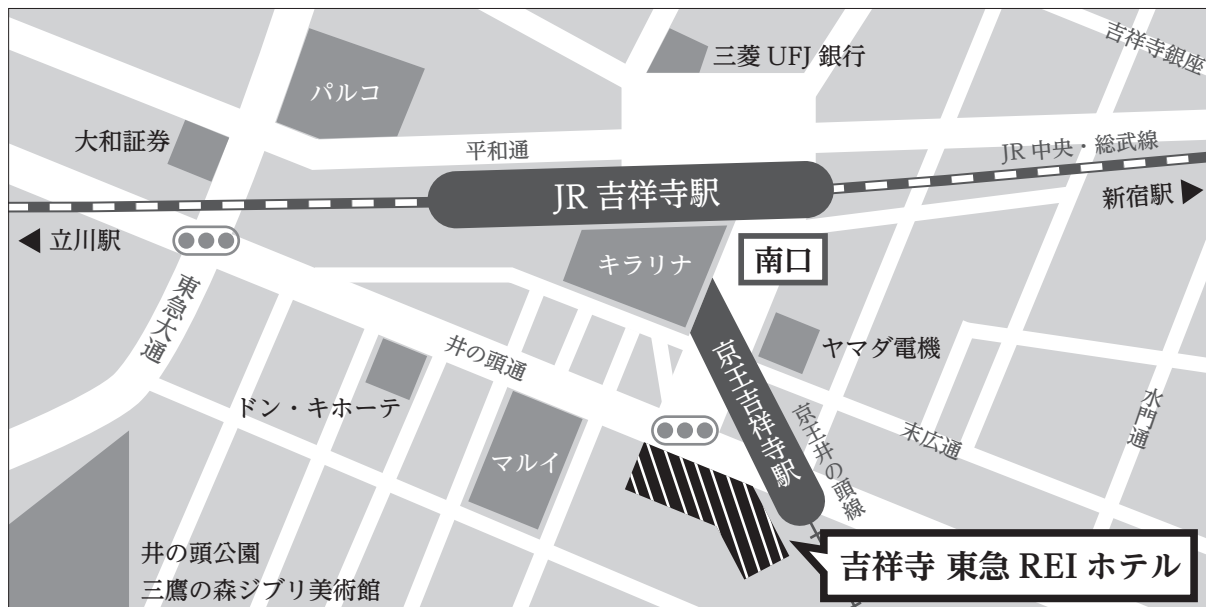 吉祥寺銀座
三菱 UFJ 銀行
パルコ
大和証券
平和通
JR 中央・総武線
JR 吉祥寺駅
新宿駅
立川駅
キラリナ
南口
東急大通
井の頭通
ヤマダ電機
京王吉祥寺駅
ドン・キホーテ
水門通
京王井の頭線
末広通
マルイ
井の頭公園
三鷹の森ジブリ美術館
吉祥寺 東急 REI ホテル